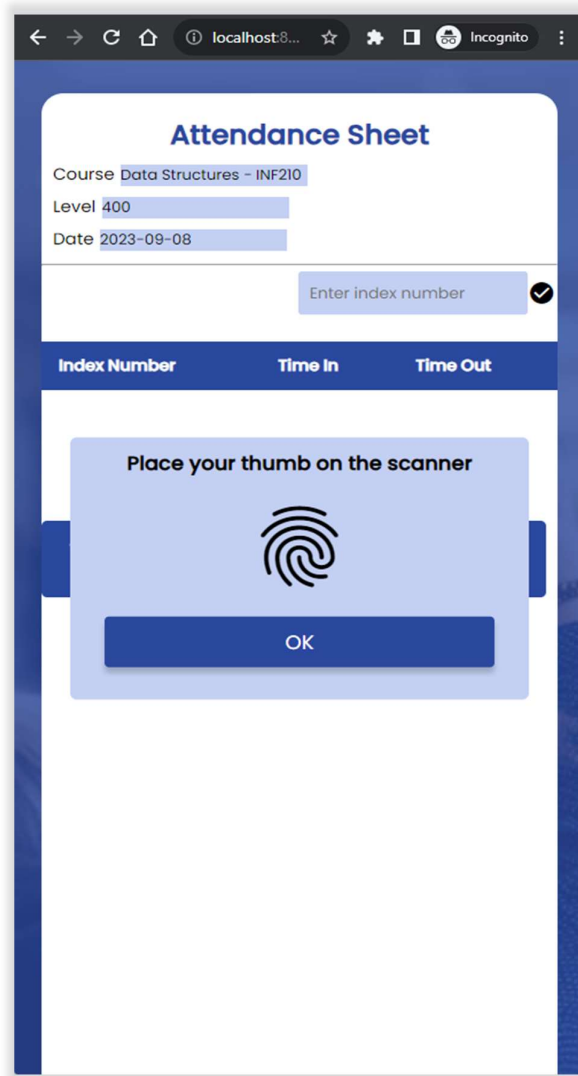 localhost:8... Incognito
Attendance Sheet
Course Data Structures - INF210
Level 400
Date 2023-09-08
Enter index number
Index Number Time In Time Out
Place your thumb on the scanner
OK